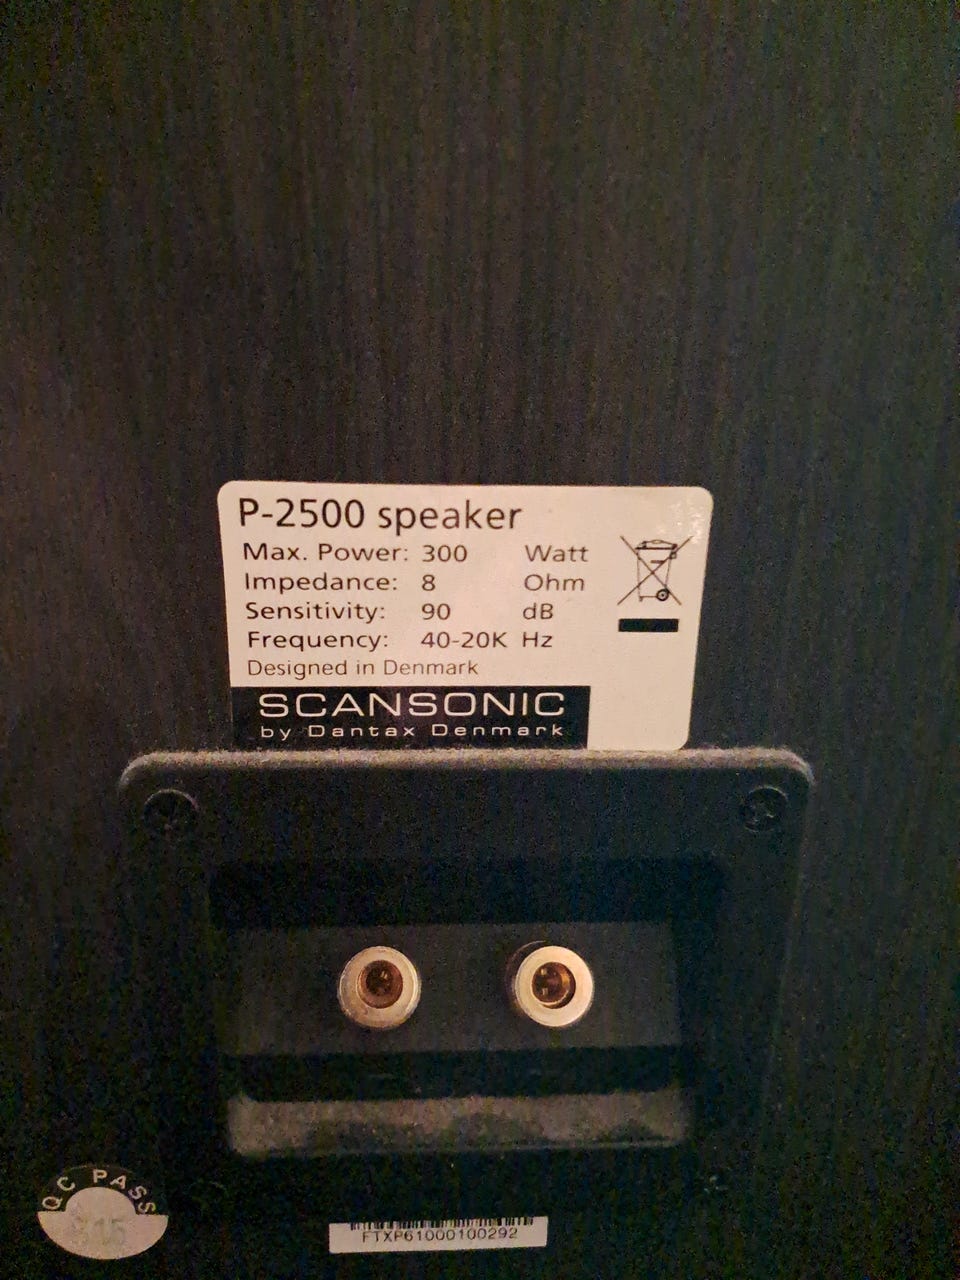 P-2500 speaker
Max. Power: 300 Watt
Impedance: 8 Ohm
Sensitivity: 90 dB
Frequency: 40-20K Hz
Designed in Denmark
SCANSONIC
by Dantax Denmark
QC PASS
FTXP61000100292